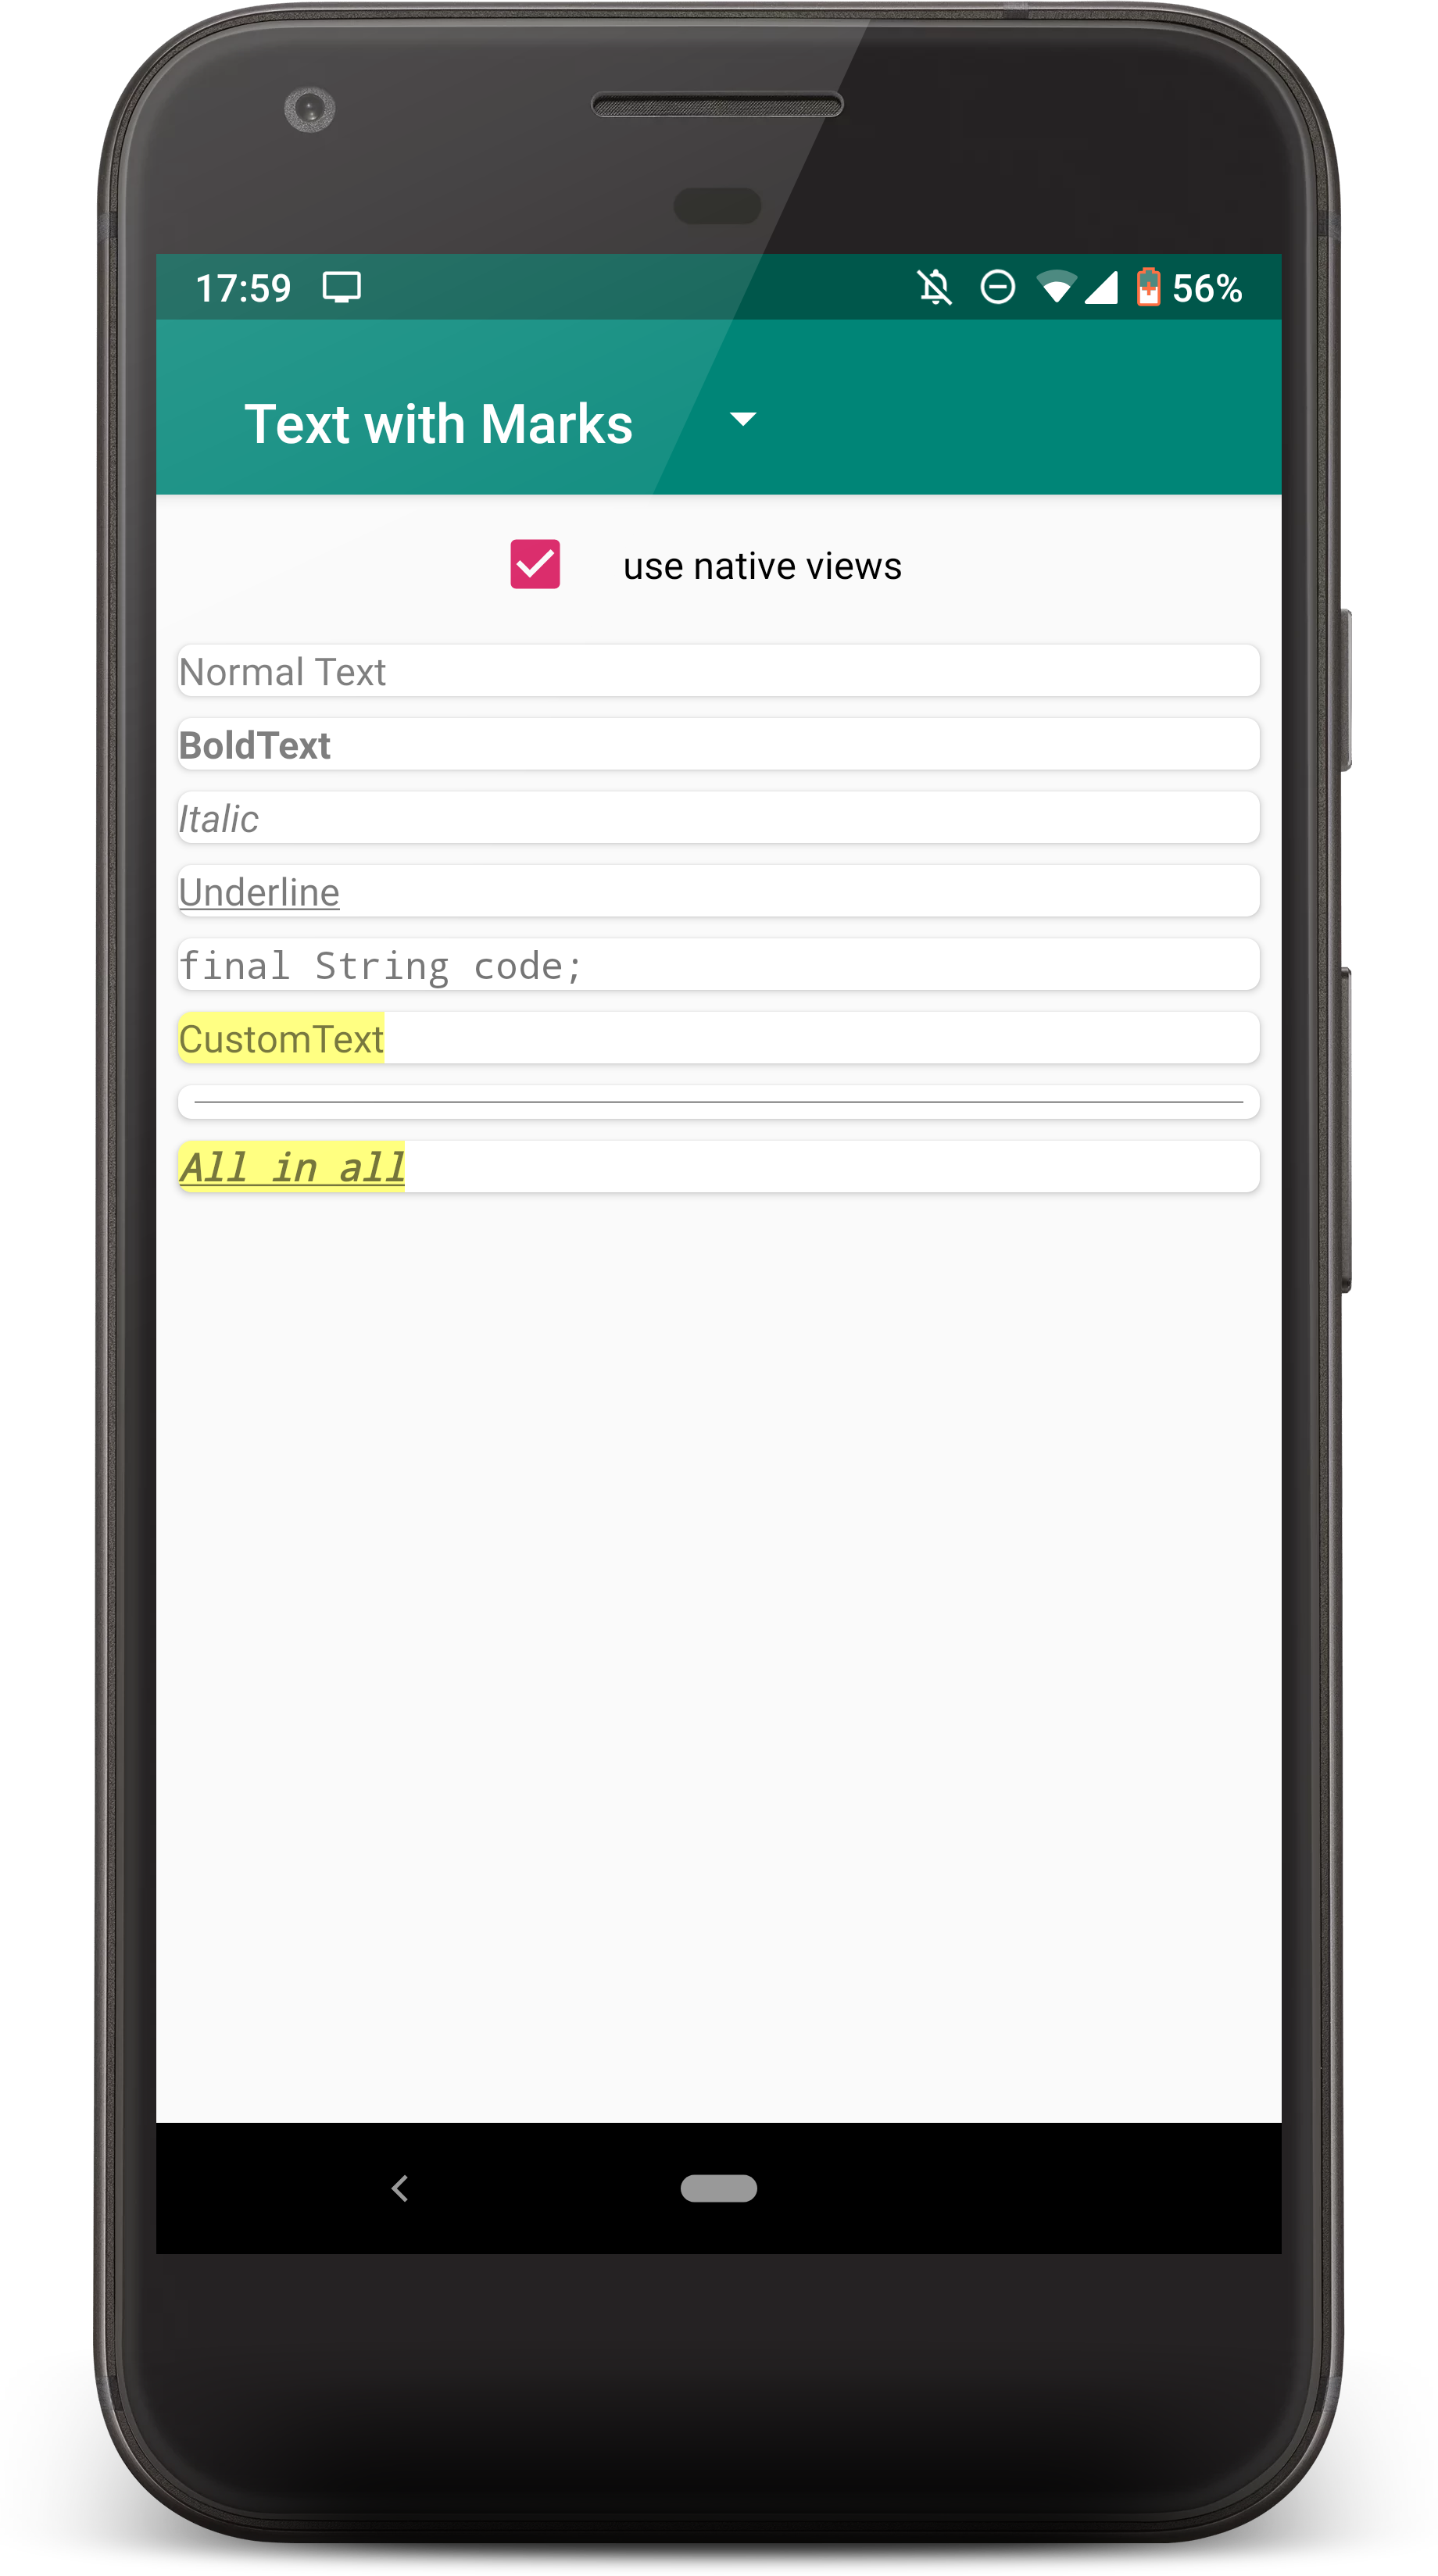 17:59 56%
Text with Marks
use native views
Normal Text
BoldText
Italic
Underline
final String code;
CustomText
All in all